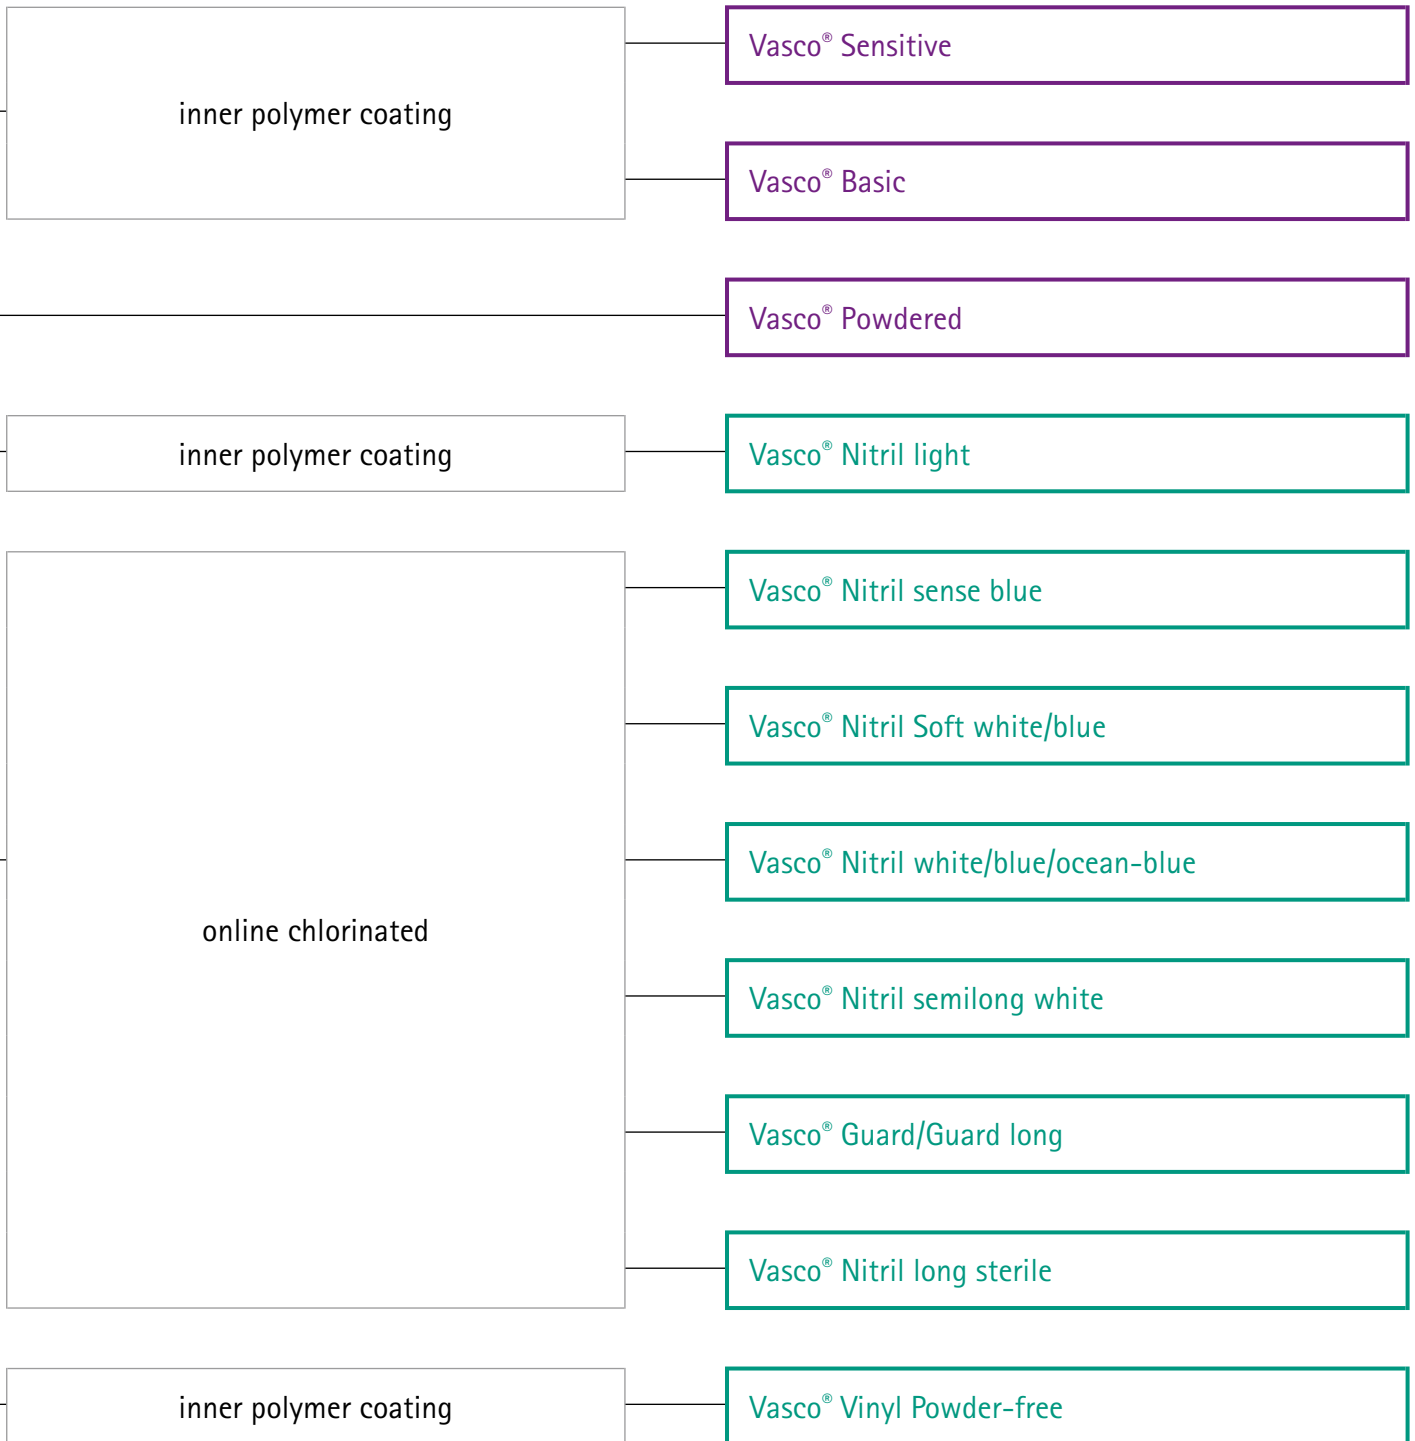 Vasco® Sensitive
inner polymer coating
Vasco® Basic
Vasco® Powdered
inner polymer coating
Vasco® Nitril light
Vasco® Nitril sense blue
Vasco® Nitril Soft white/blue
Vasco® Nitril white/blue/ocean-blue
online chlorinated
Vasco® Nitril semilong white
Vasco® Guard/Guard long
Vasco® Nitril long sterile
inner polymer coating
Vasco® Vinyl Powder-free